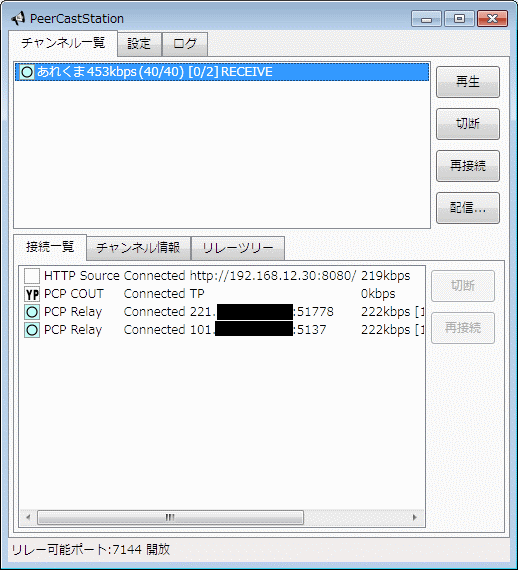 PeerCastStation
チャンネル一覧 設定 ログ
あれくま 453kbps (40/40) [0/2] RECEIVE
再生
切断
再接続
配信...
接続一覧 チャンネル情報 リレーツリー
HTTP Source Connected http://192.168.12.30:8080/ 219kbps
PCP COUT Connected TP 0kbps
PCP Relay Connected 221. :51778 222kbps [1
PCP Relay Connected 101. :5137 222kbps [1
切断
再接続
リレー可能ポート:7144 開放